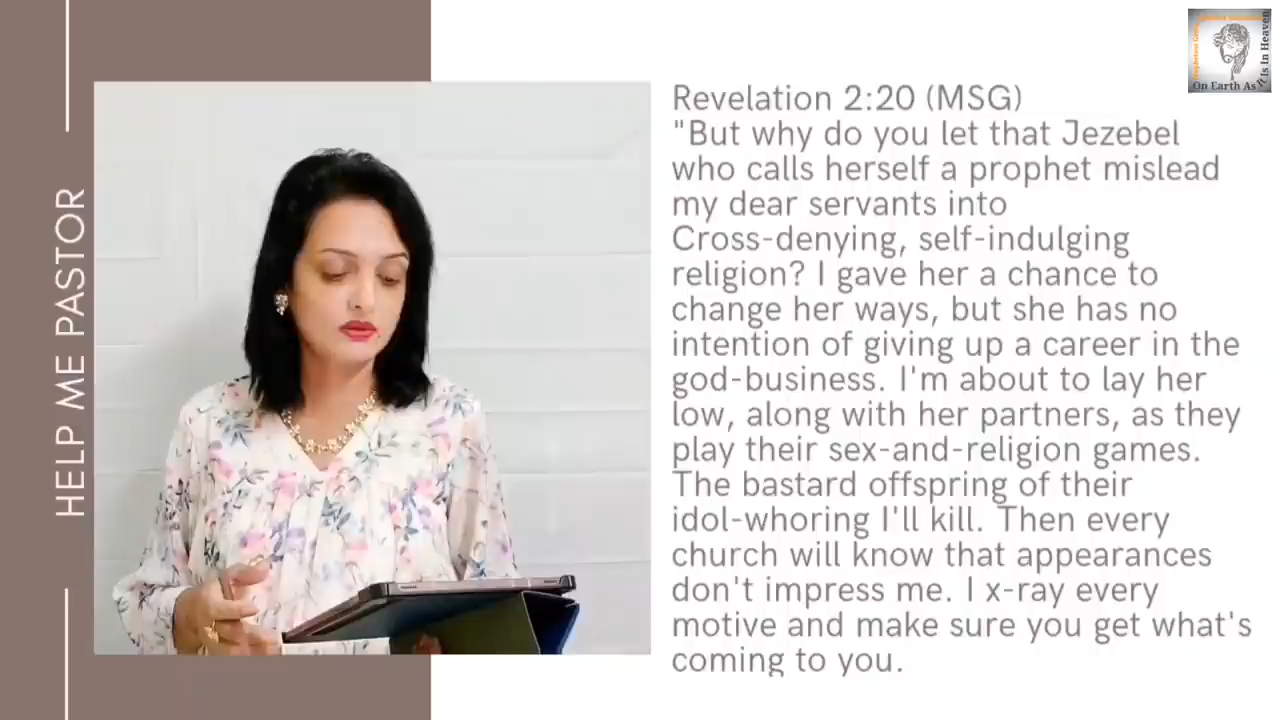 HELP ME PASTOR
Revelation 2:20 (MSG)
"But why do you let that Jezebel
who calls herself a prophet mislead
my dear servants into
Cross-denying, self-indulging
religion? I gave her a chance to
change her ways, but she has no
intention of giving up a career in the
god-business. I'm about to lay her
low, along with her partners, as they
play their sex-and-religion games.
The bastard offspring of their
idol-whoring I'll kill. Then every
church will know that appearances
don't impress me. I x-ray every
motive and make sure you get what's
coming to you.
On Earth As It Is In Heaven